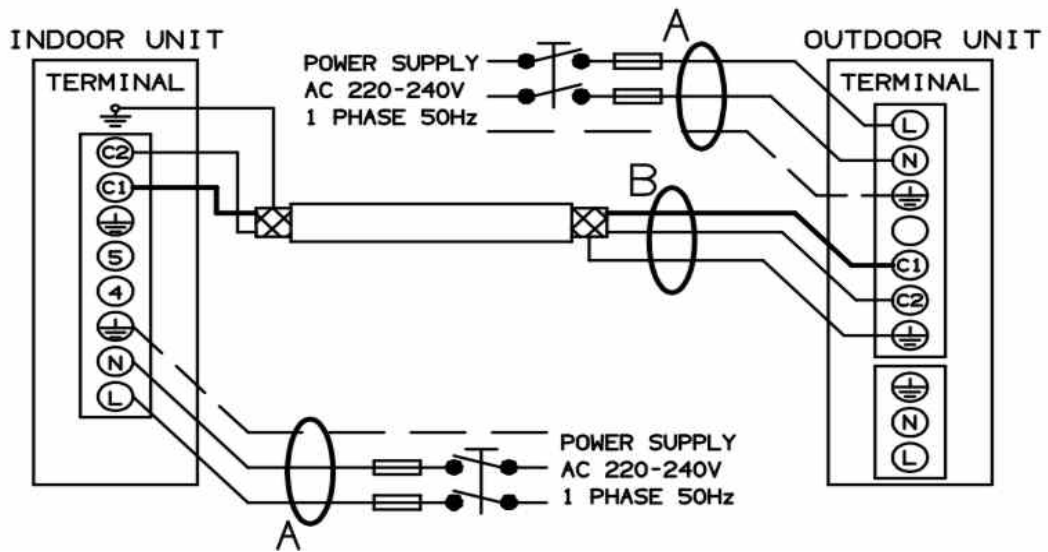 INDOOR UNIT
TERMINAL
C2
C1
5
4
N
L
A
POWER SUPPLY
AC 220-240V
1 PHASE 50Hz
B
OUTDOOR UNIT
TERMINAL
L
N
C1
C2
N
L
A
POWER SUPPLY
AC 220-240V
1 PHASE 50Hz